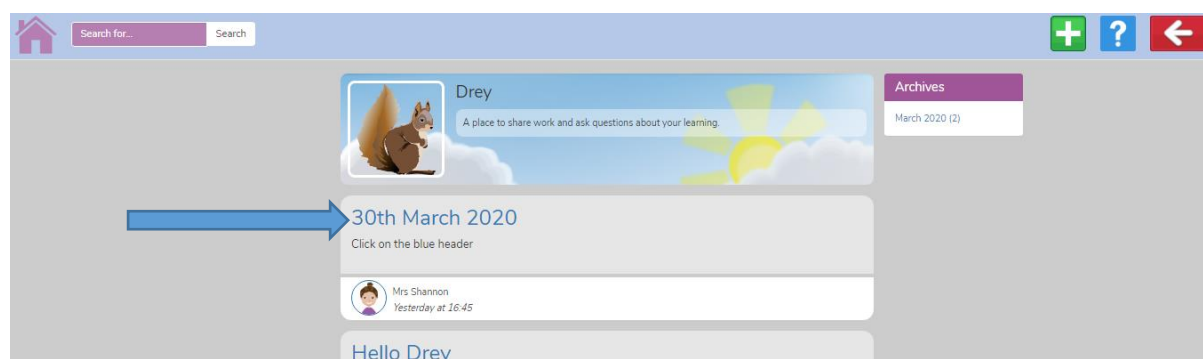 Search for...
Search
?
Drey
A place to share work and ask questions about your learning.
Archives
March 2020 (2)
30th March 2020
Click on the blue header
Mrs Shannon
Yesterday at 16:45
Hello Drey